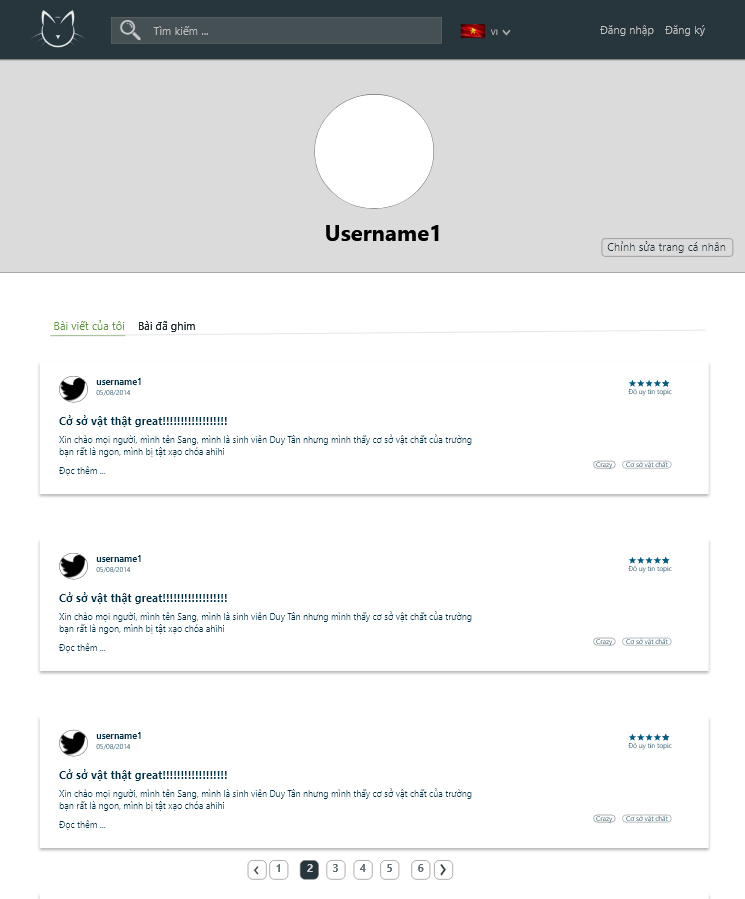 Tìm kiếm ...
VI
Đăng nhập Đăng ký
Username1
Chỉnh sửa trang cá nhân
Bài viết của tôi Bài đã ghim
username1
05/08/2014
Độ uy tín topic
Cở sở vật thật great!!!!!!!!!!!!!!!!!!
Xin chào mọi người, mình tên Sang, mình là sinh viên Duy Tân nhưng mình thấy cơ sở vật chất của trường
bạn rất là ngon, mình bị tật xạo chóa ahihi
Crazy Cơ sở vật chất
Đọc thêm ...
username1
05/08/2014
Độ uy tín topic
Cở sở vật thật great!!!!!!!!!!!!!!!!!!
Xin chào mọi người, mình tên Sang, mình là sinh viên Duy Tân nhưng mình thấy cơ sở vật chất của trường
bạn rất là ngon, mình bị tật xạo chóa ahihi
Crazy Cơ sở vật chất
Đọc thêm ...
username1
05/08/2014
Độ uy tín topic
Cở sở vật thật great!!!!!!!!!!!!!!!!!!
Xin chào mọi người, mình tên Sang, mình là sinh viên Duy Tân nhưng mình thấy cơ sở vật chất của trường
bạn rất là ngon, mình bị tật xạo chóa ahihi
Crazy Cơ sở vật chất
Đọc thêm ...
1 2 3 4 5 6